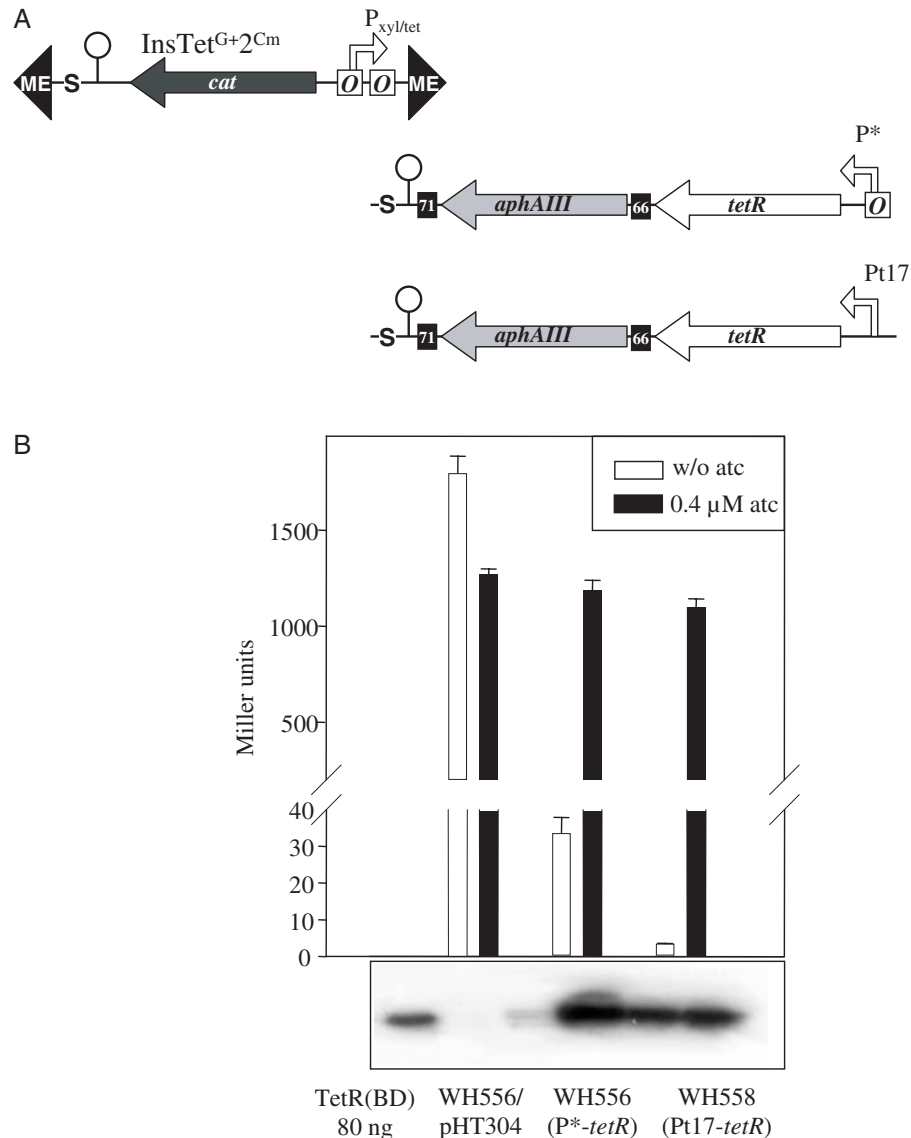 A
InsTetG+2Cm
Pxyl/tet
ME S cat O O ME
P*
S 71 aphAIII 66 tetR O
Pt17
S 71 aphAIII 66 tetR
B
w/o atc
0.4 µM atc
Miller units
1500
1000
500
40
30
20
10
0
TetR(BD) WH556/ WH556 WH558
80 ng pHT304 (P*-tetR) (Pt17-tetR)